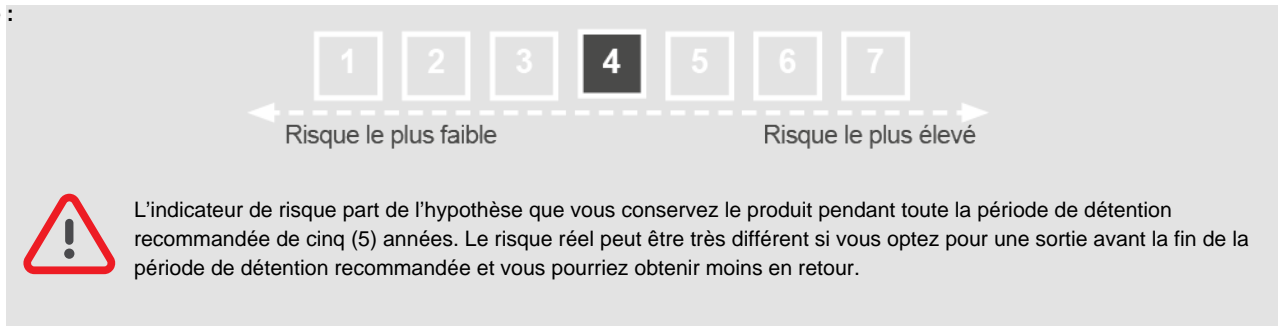 :
1 2 3 4 5 6 7
Risque le plus faible Risque le plus élevé
L'indicateur de risque part de l'hypothèse que vous conservez le produit pendant toute la période de détention
recommandée de cinq (5) années. Le risque réel peut être très différent si vous optez pour une sortie avant la fin de la
période de détention recommandée et vous pourriez obtenir moins en retour.